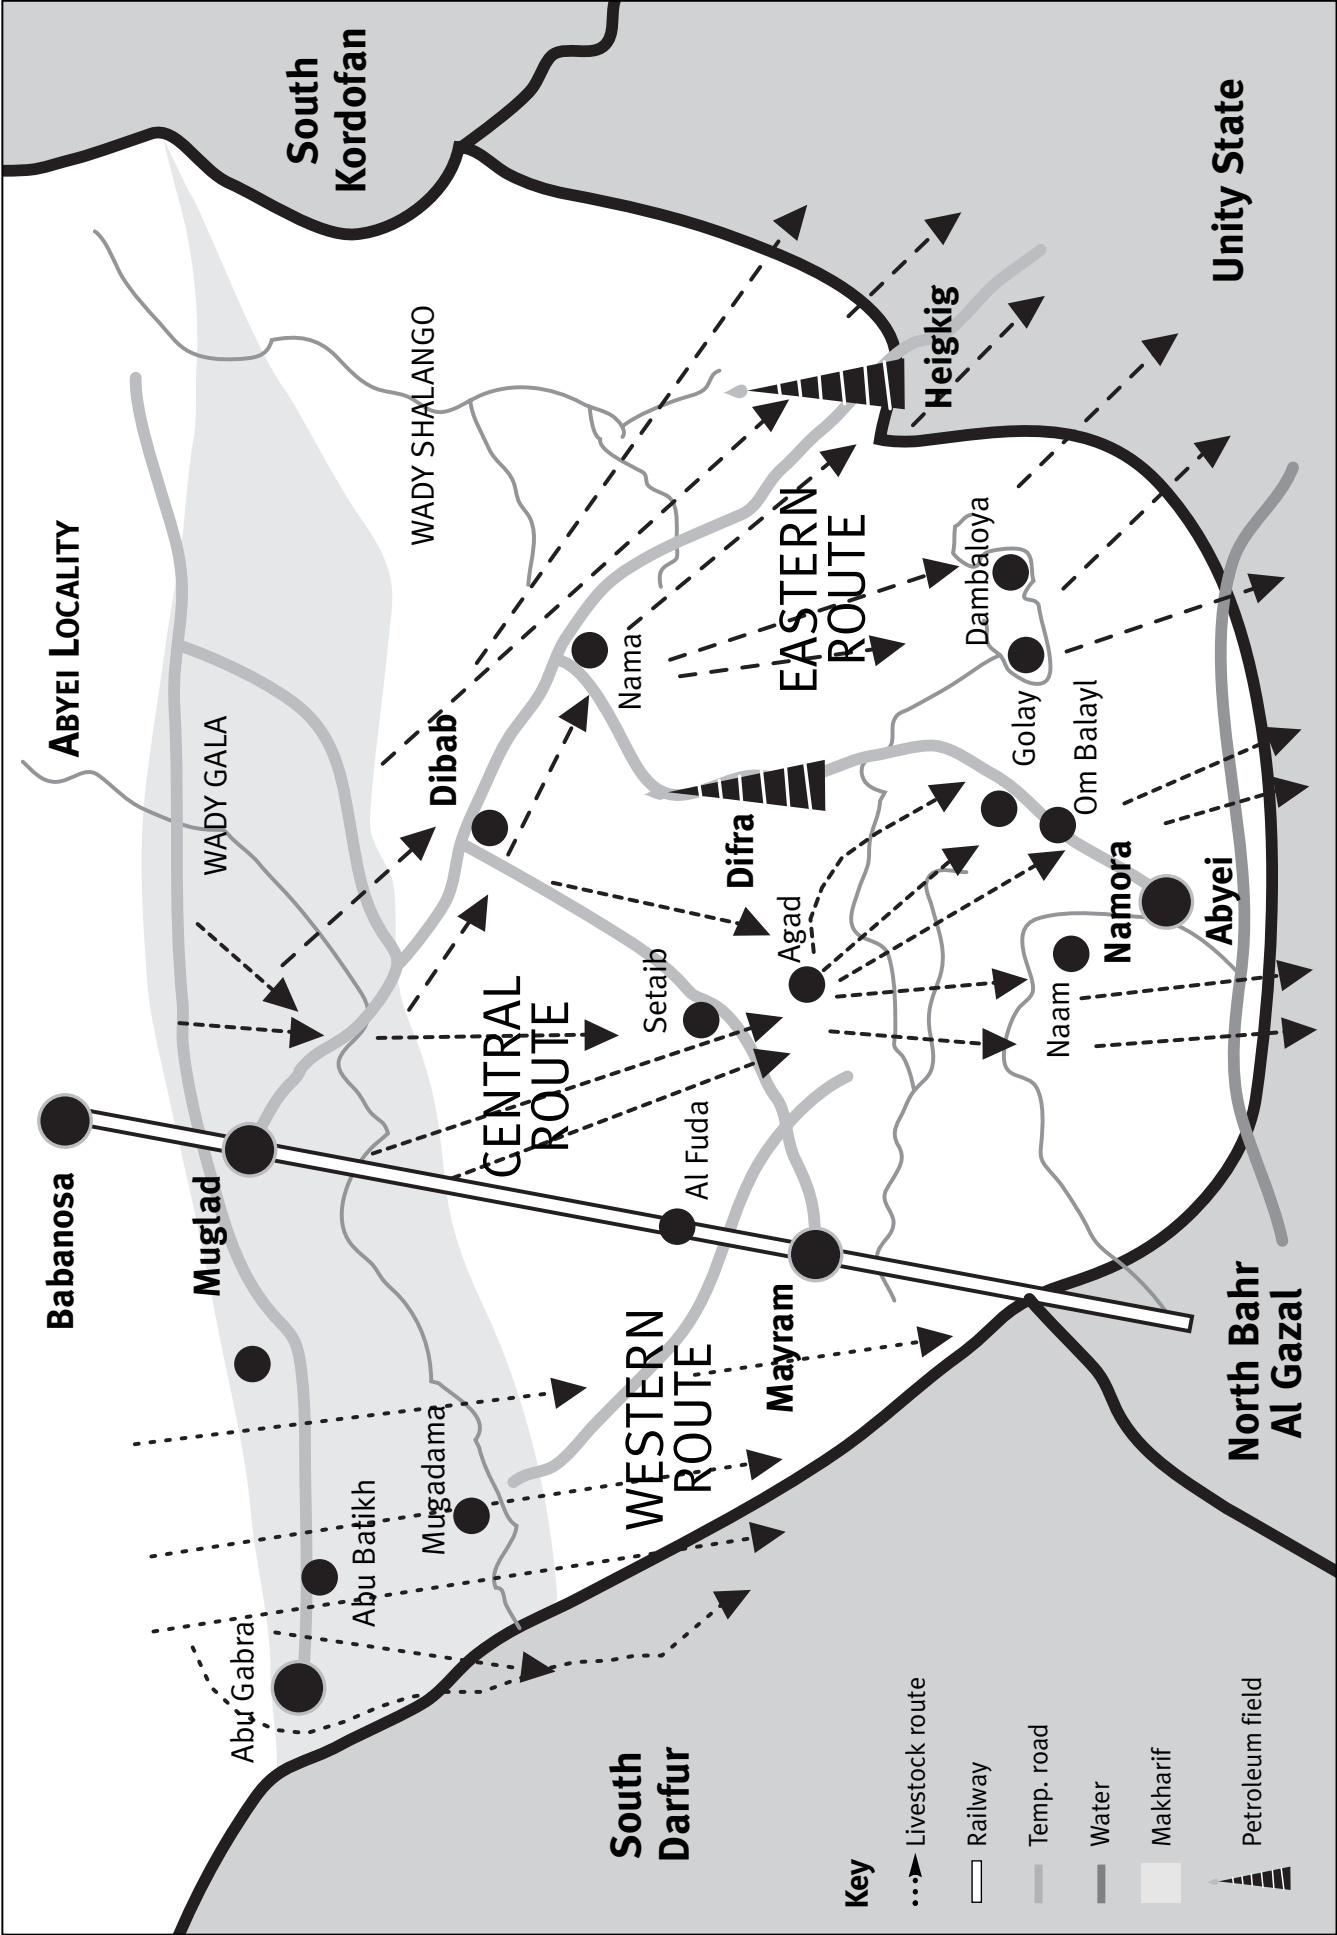 ABYEI LOCALITY
South
Kordofan
Babanosa
Muglad
WADY GALA
WADY SHALANGO
Abu Gabra
Abu Batikh
Mugadama
Dibab
CENTRAL
ROUTE
Nama
Setaib
Al Fuda
WESTERN
ROUTE
Difra
Agad
EASTERN
ROUTE
Mayram
Heigkig
Dambaloya
Golay
Om Balayl
Naam
Namora
Abyei
South
Darfur
Unity State
North Bahr
Al Gazal
Key
Livestock route
Railway
Temp. road
Water
Makharif
Petroleum field